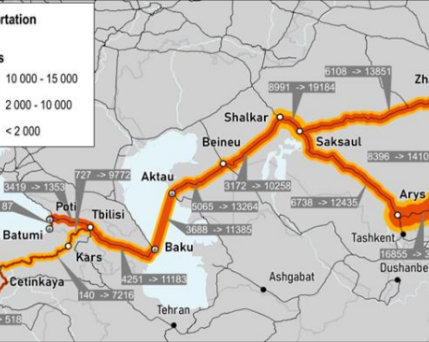 rtation
s
10 000 - 15 000
2 000 - 10 000
< 2 000
6108 -> 13851
Zh
8991 -> 19184
Shalkar
Saksaul
Beineu
8396 -> 1410
Aktau
3172 -> 10258
Arys
727 -> 9772
3419 -> 1353
5065 -> 13264
6738 -> 12435
87
Poti
Tbilisi
3688 -> 11385
Batumi
Tashkent
Baku
16855 -> 3
Kars
Dushanbe
Cetinkaya
4251 -> 11183
Ashgabat
140 -> 7216
Tehran
-> 518